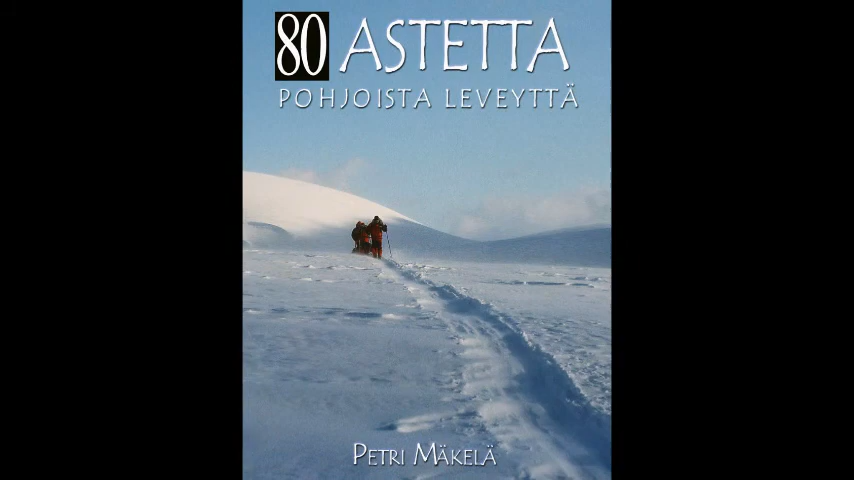 80 ASTETTA
POHJOISTA LEVEYTTÄ
PETRI MÄKELÄ